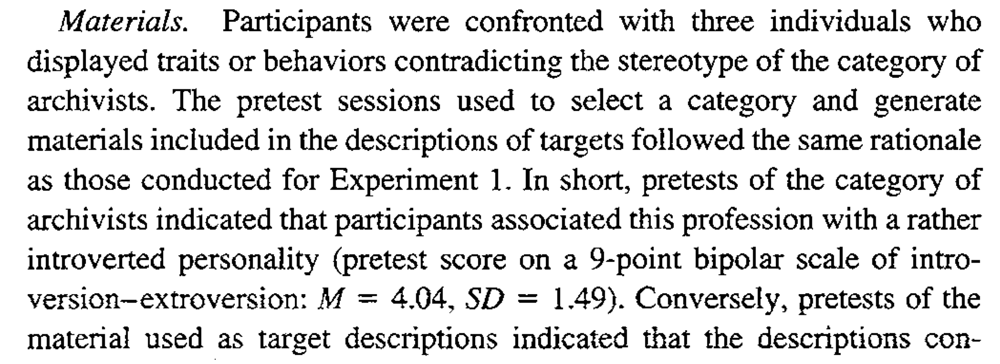 Materials. Participants were confronted with three individuals who
displayed traits or behaviors contradicting the stereotype of the category of
archivists. The pretest sessions used to select a category and generate
materials included in the descriptions of targets followed the same rationale
as those conducted for Experiment 1. In short, pretests of the category of
archivists indicated that participants associated this profession with a rather
introverted personality (pretest score on a 9-point bipolar scale of intro-
version–extroversion: M = 4.04, SD = 1.49). Conversely, pretests of the
material used as target descriptions indicated that the descriptions con-